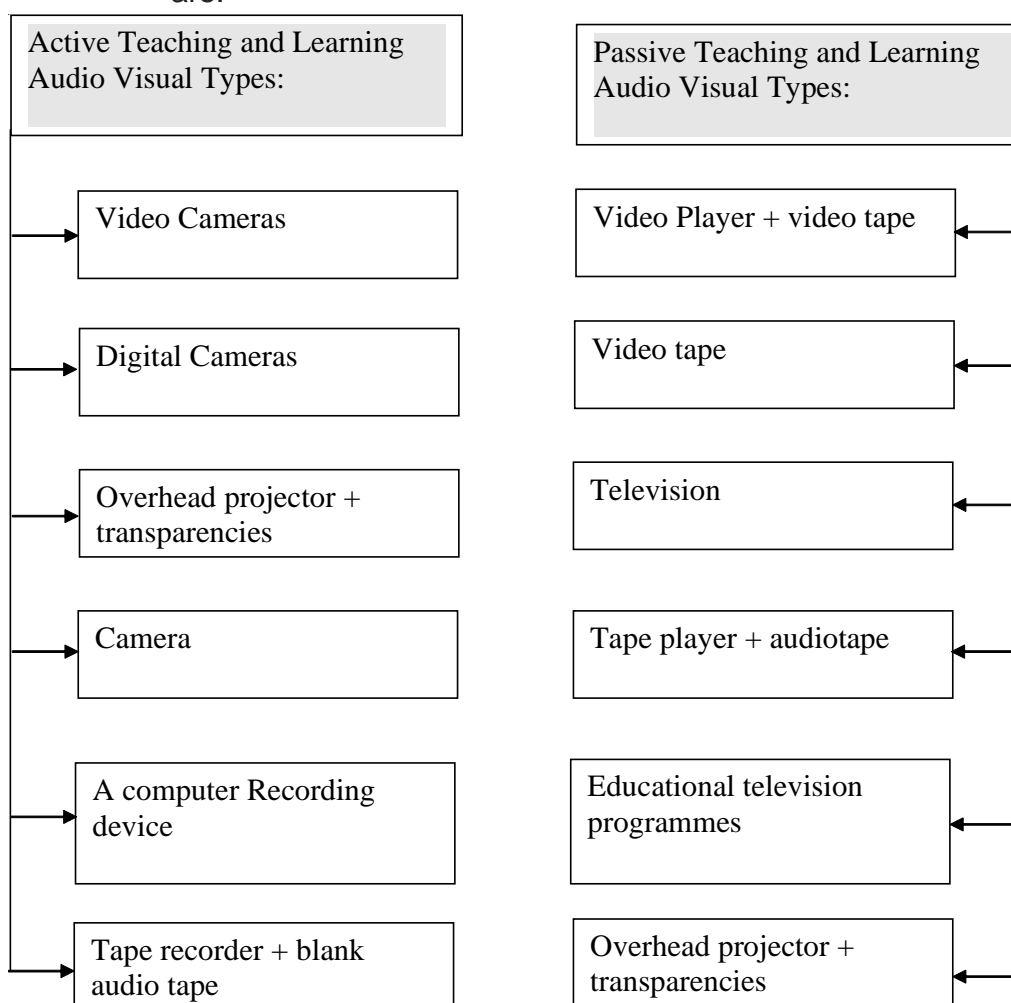 are:
Active Teaching and Learning
Audio Visual Types:
Video Cameras
Digital Cameras
Overhead projector +
transparencies
Camera
A computer Recording
device
Tape recorder + blank
audio tape
Passive Teaching and Learning
Audio Visual Types:
Video Player + video tape
Video tape
Television
Tape player + audiotape
Educational television
programmes
Overhead projector +
transparencies